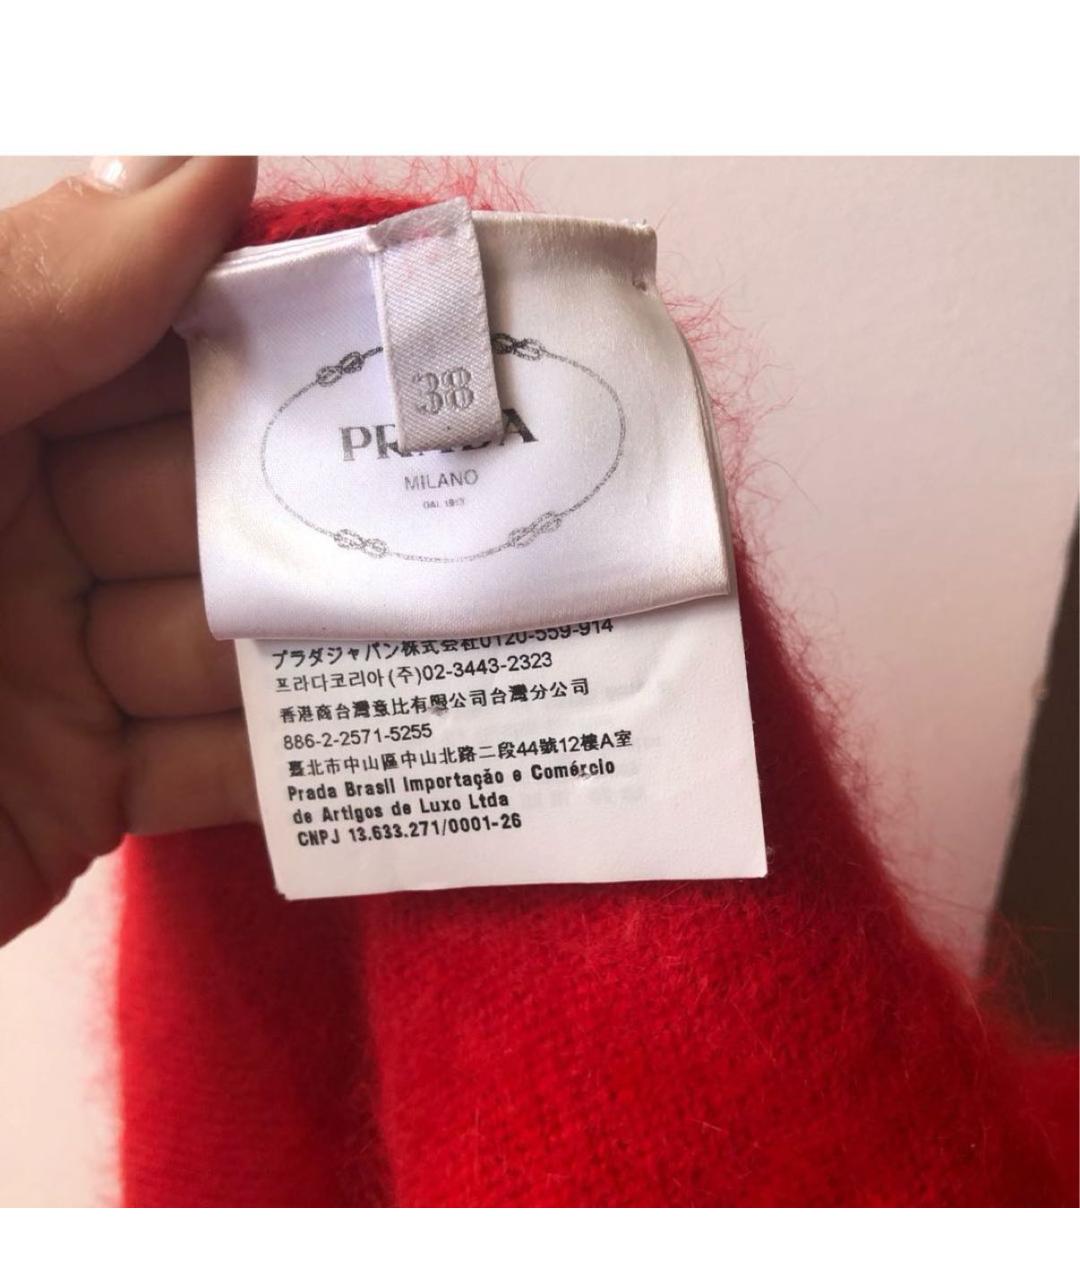 38
PRADA
MILANO
DAL 1913
プラダジャパン株式会社0120-559-914
프라다코리아(주)02-3443-2323
香港商台灣意比有限公司台灣分公司
886-2-2571-5255
臺北市中山區中山北路二段44號12樓A室
Prada Brasil Importação e Comércio
de Artigos de Luxo Ltda
CNPJ 13.633.271/0001-26